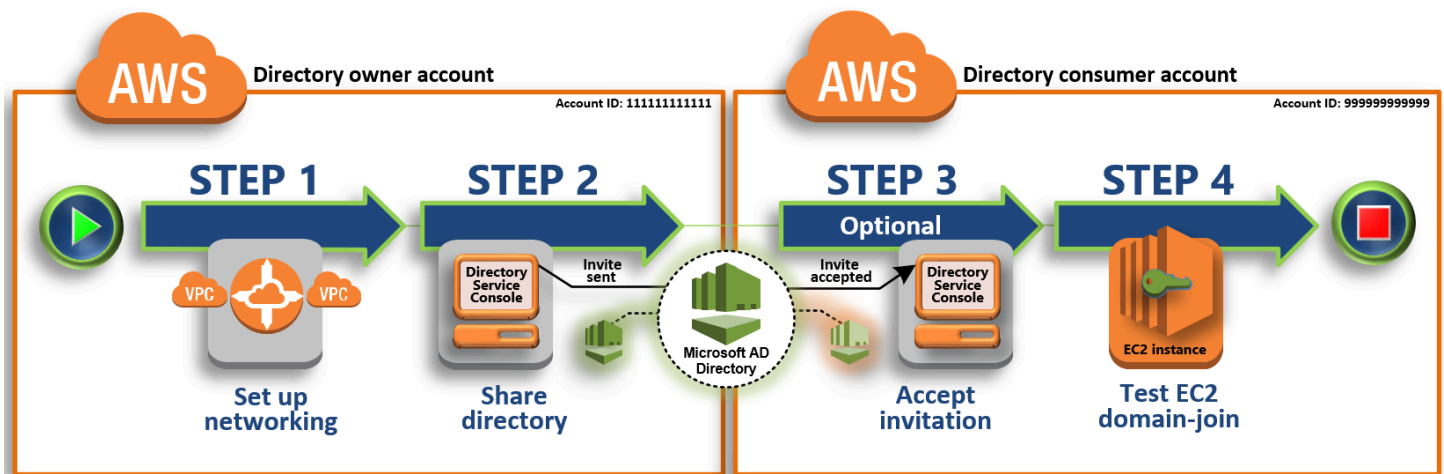 AWS
Directory owner account
Account ID: 111111111111
STEP 1
STEP 2
VPC
VPC
Directory
Service
Console
Invite
sent
Set up
networking
Share
directory
Microsoft AD
Directory
AWS
Directory consumer account
Account ID: 999999999999
STEP 3
Optional
STEP 4
Invite
accepted
Directory
Service
Console
EC2 instance
Accept
invitation
Test EC2
domain-join